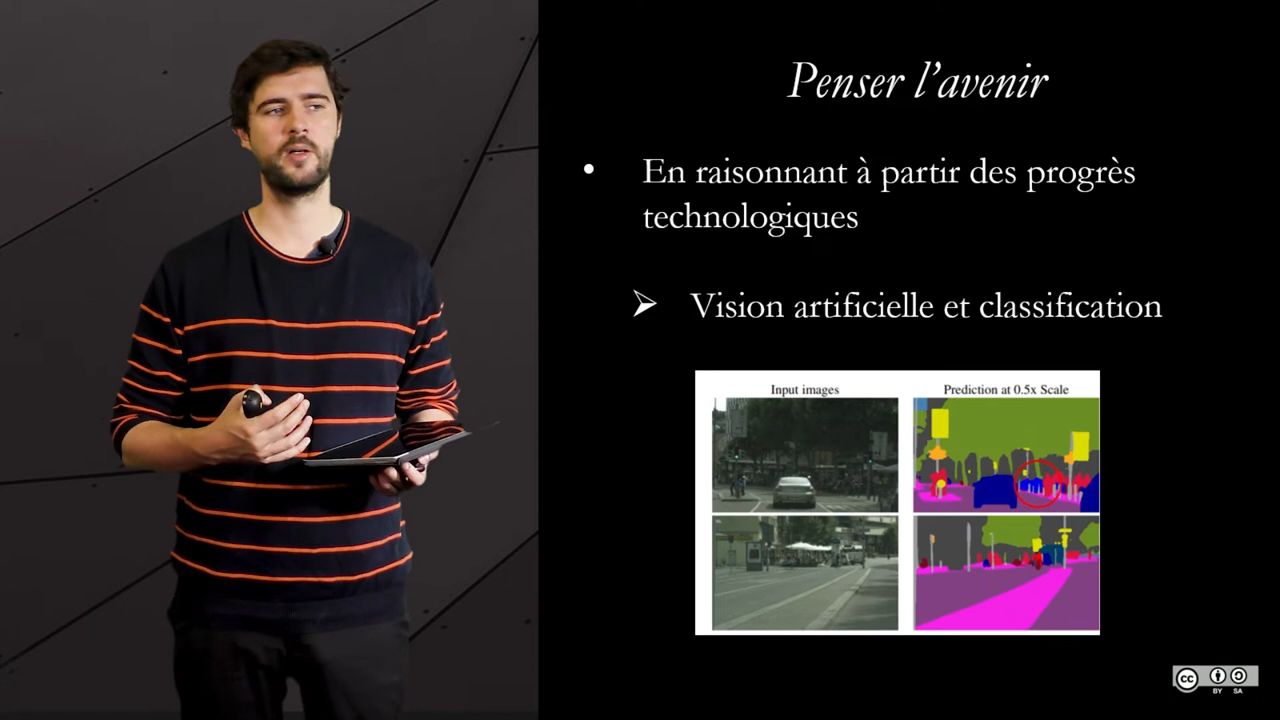 Penser l’avenir
• En raisonnant à partir des progrès
technologiques
➢ Vision artificielle et classification
Input images
Prediction at 0.5x Scale
cc
BY SA